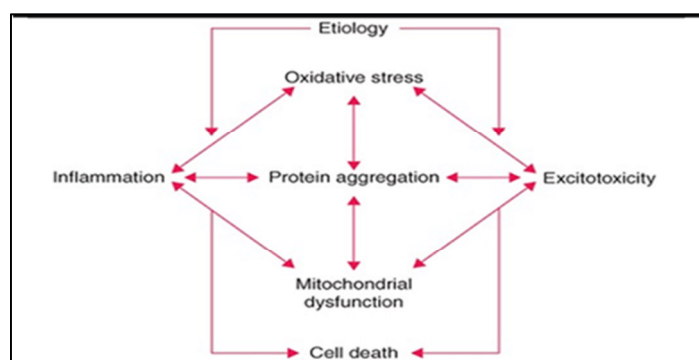 Etiology
Oxidative stress
Inflammation
Protein aggregation
Excitotoxicity
Mitochondrial
dysfunction
Cell death